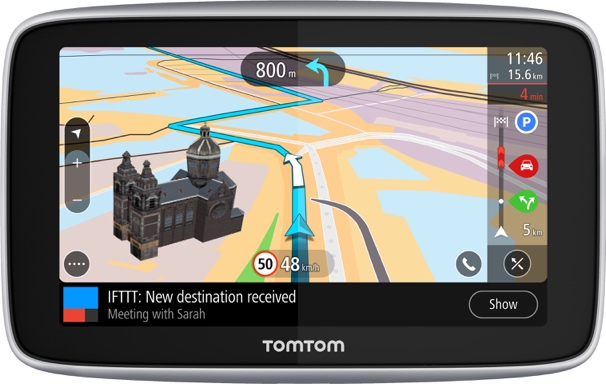 800 m
11:46
15.6 km
4 min
P
+
−
5 km
50 48 km/h
IFTTT: New destination received
Meeting with Sarah
Show
TOMTOM